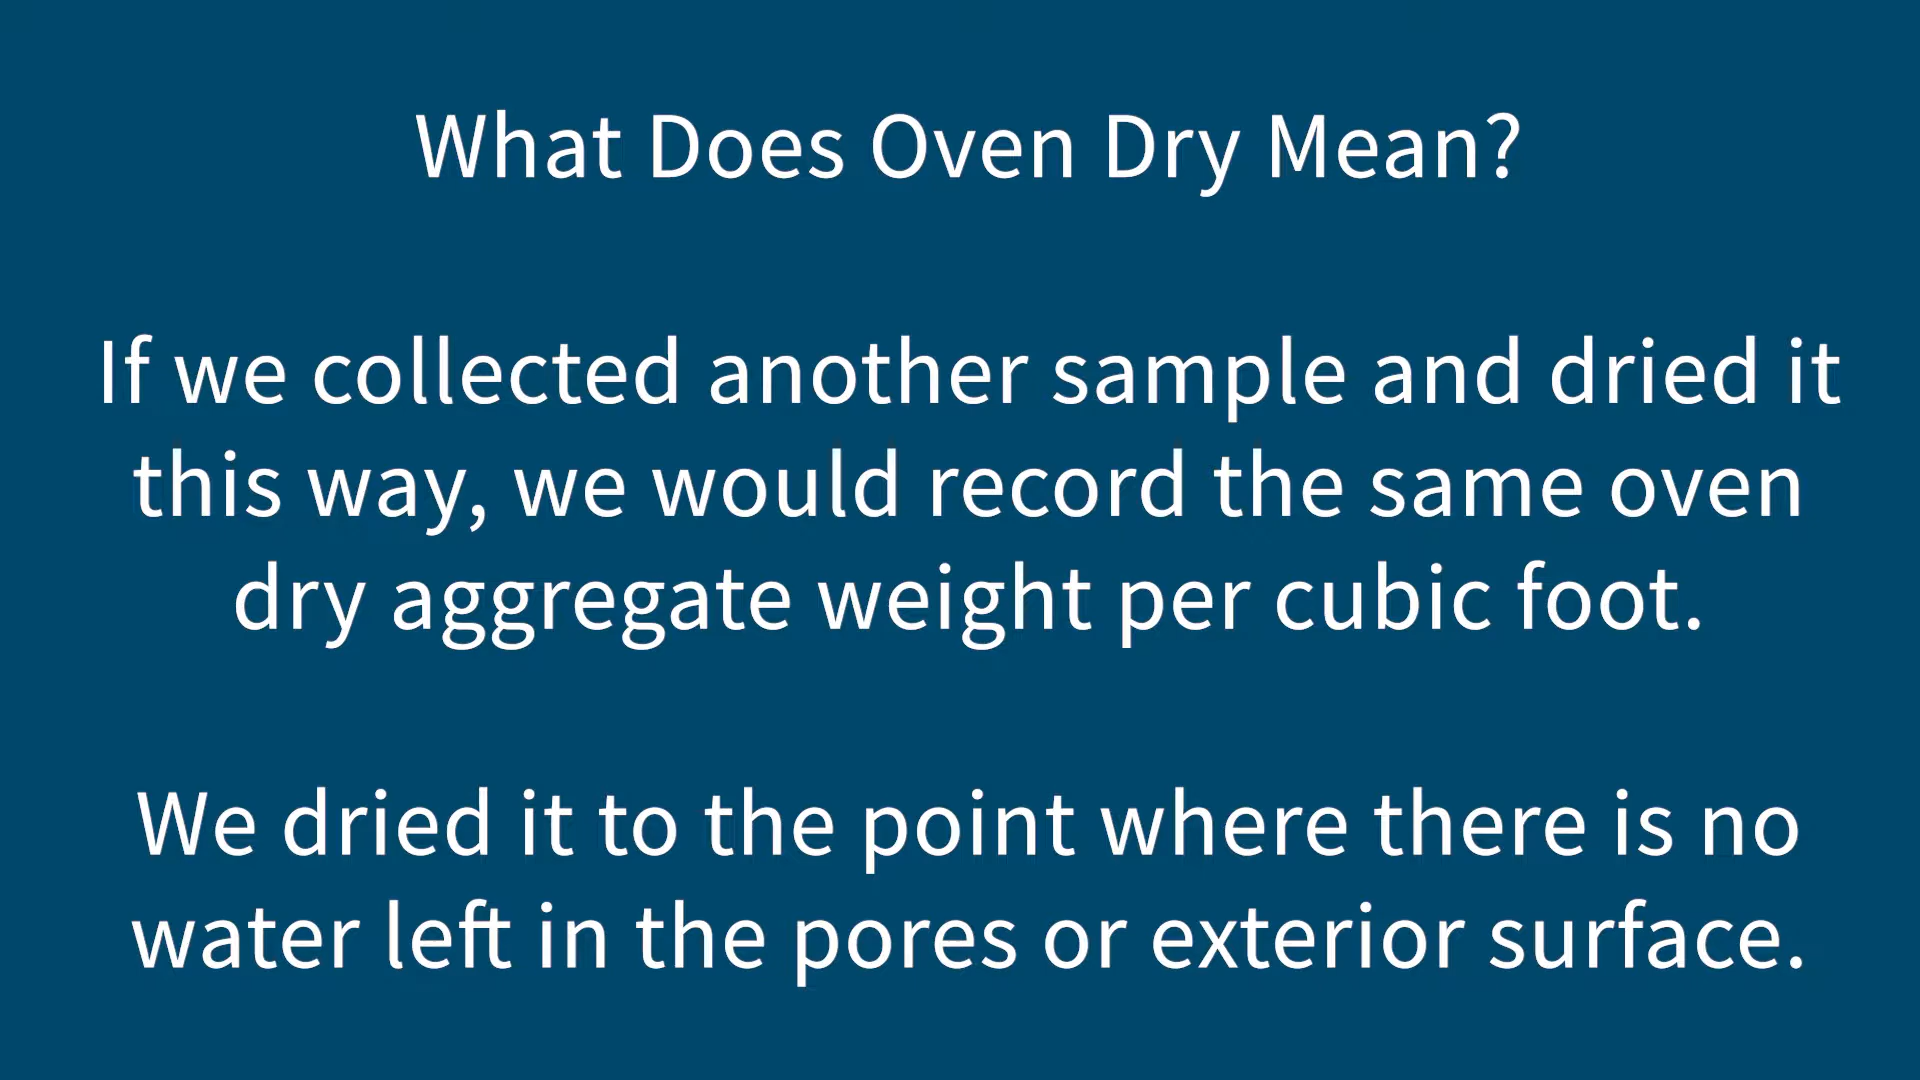 What Does Oven Dry Mean?
If we collected another sample and dried it
this way, we would record the same oven
dry aggregate weight per cubic foot.
We dried it to the point where there is no
water left in the pores or exterior surface.